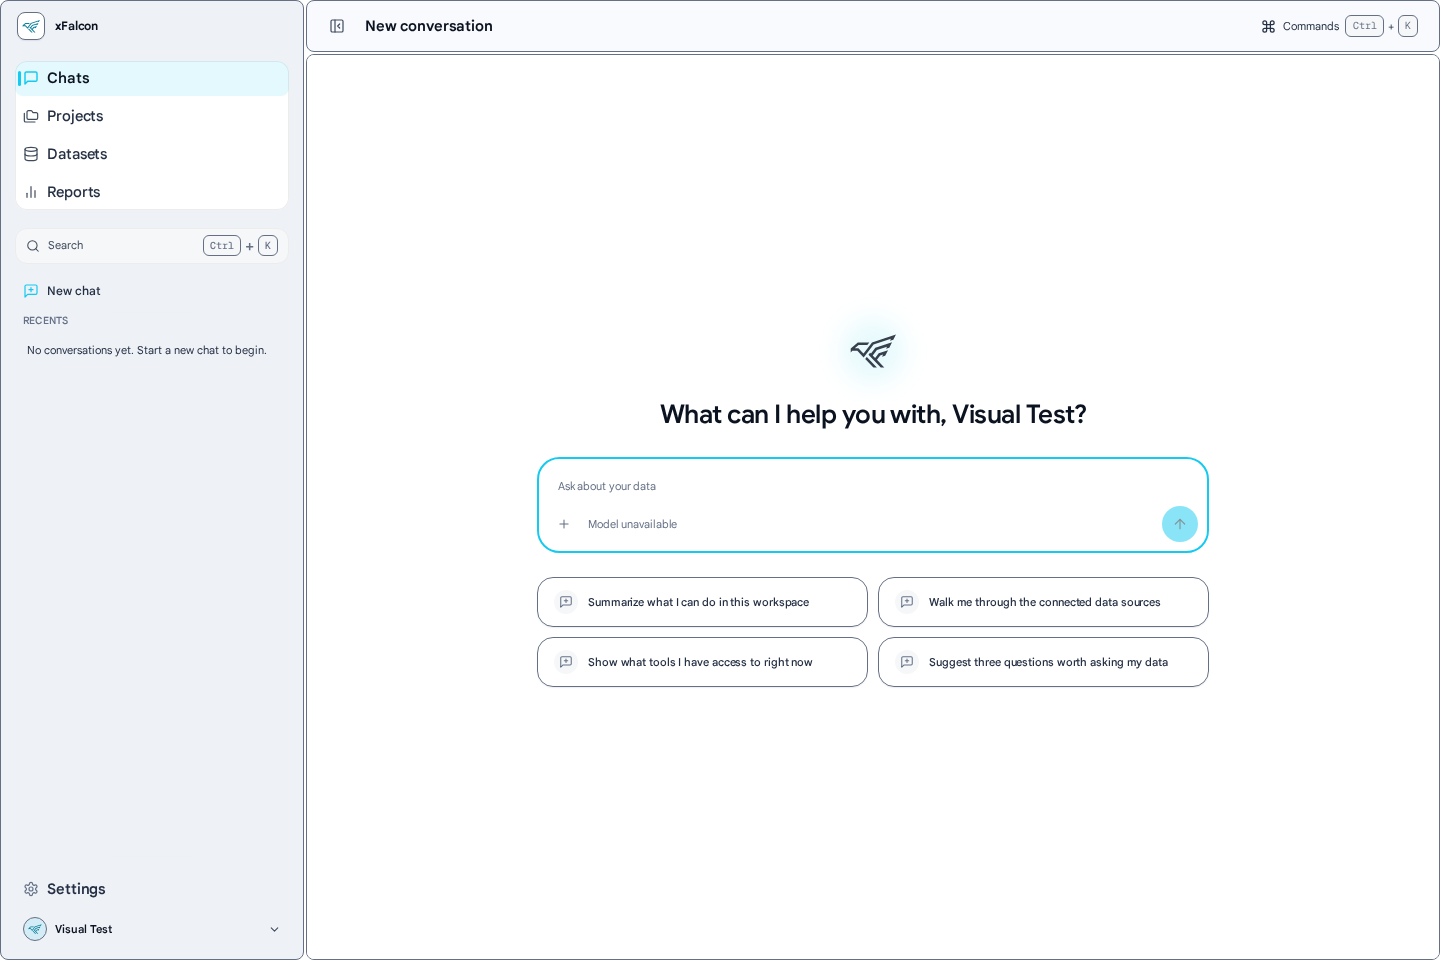 xFalcon
Chats
Projects
Datasets
Reports
Search Ctrl + K
New chat
RECENTS
No conversations yet. Start a new chat to begin.
Settings
Visual Test
New conversation
Commands Ctrl + K
What can I help you with, Visual Test?
Ask about your data
Model unavailable
Summarize what I can do in this workspace
Walk me through the connected data sources
Show what tools I have access to right now
Suggest three questions worth asking my data